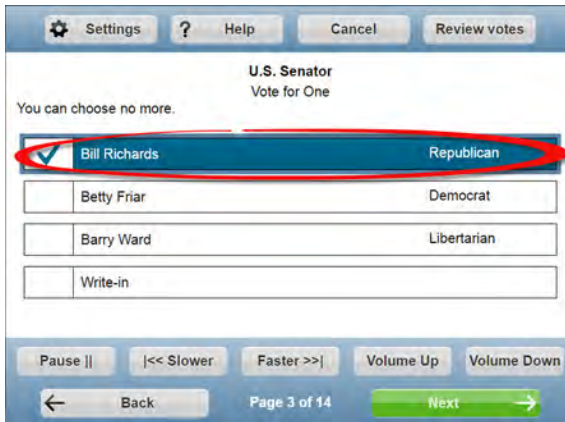 Settings ? Help Cancel Review votes
U.S. Senator
Vote for One
You can choose no more.
Bill Richards Republican
Betty Friar Democrat
Barry Ward Libertarian
Write-in
Pause || |<< Slower Faster >>| Volume Up Volume Down
← Back Page 3 of 14 Next →